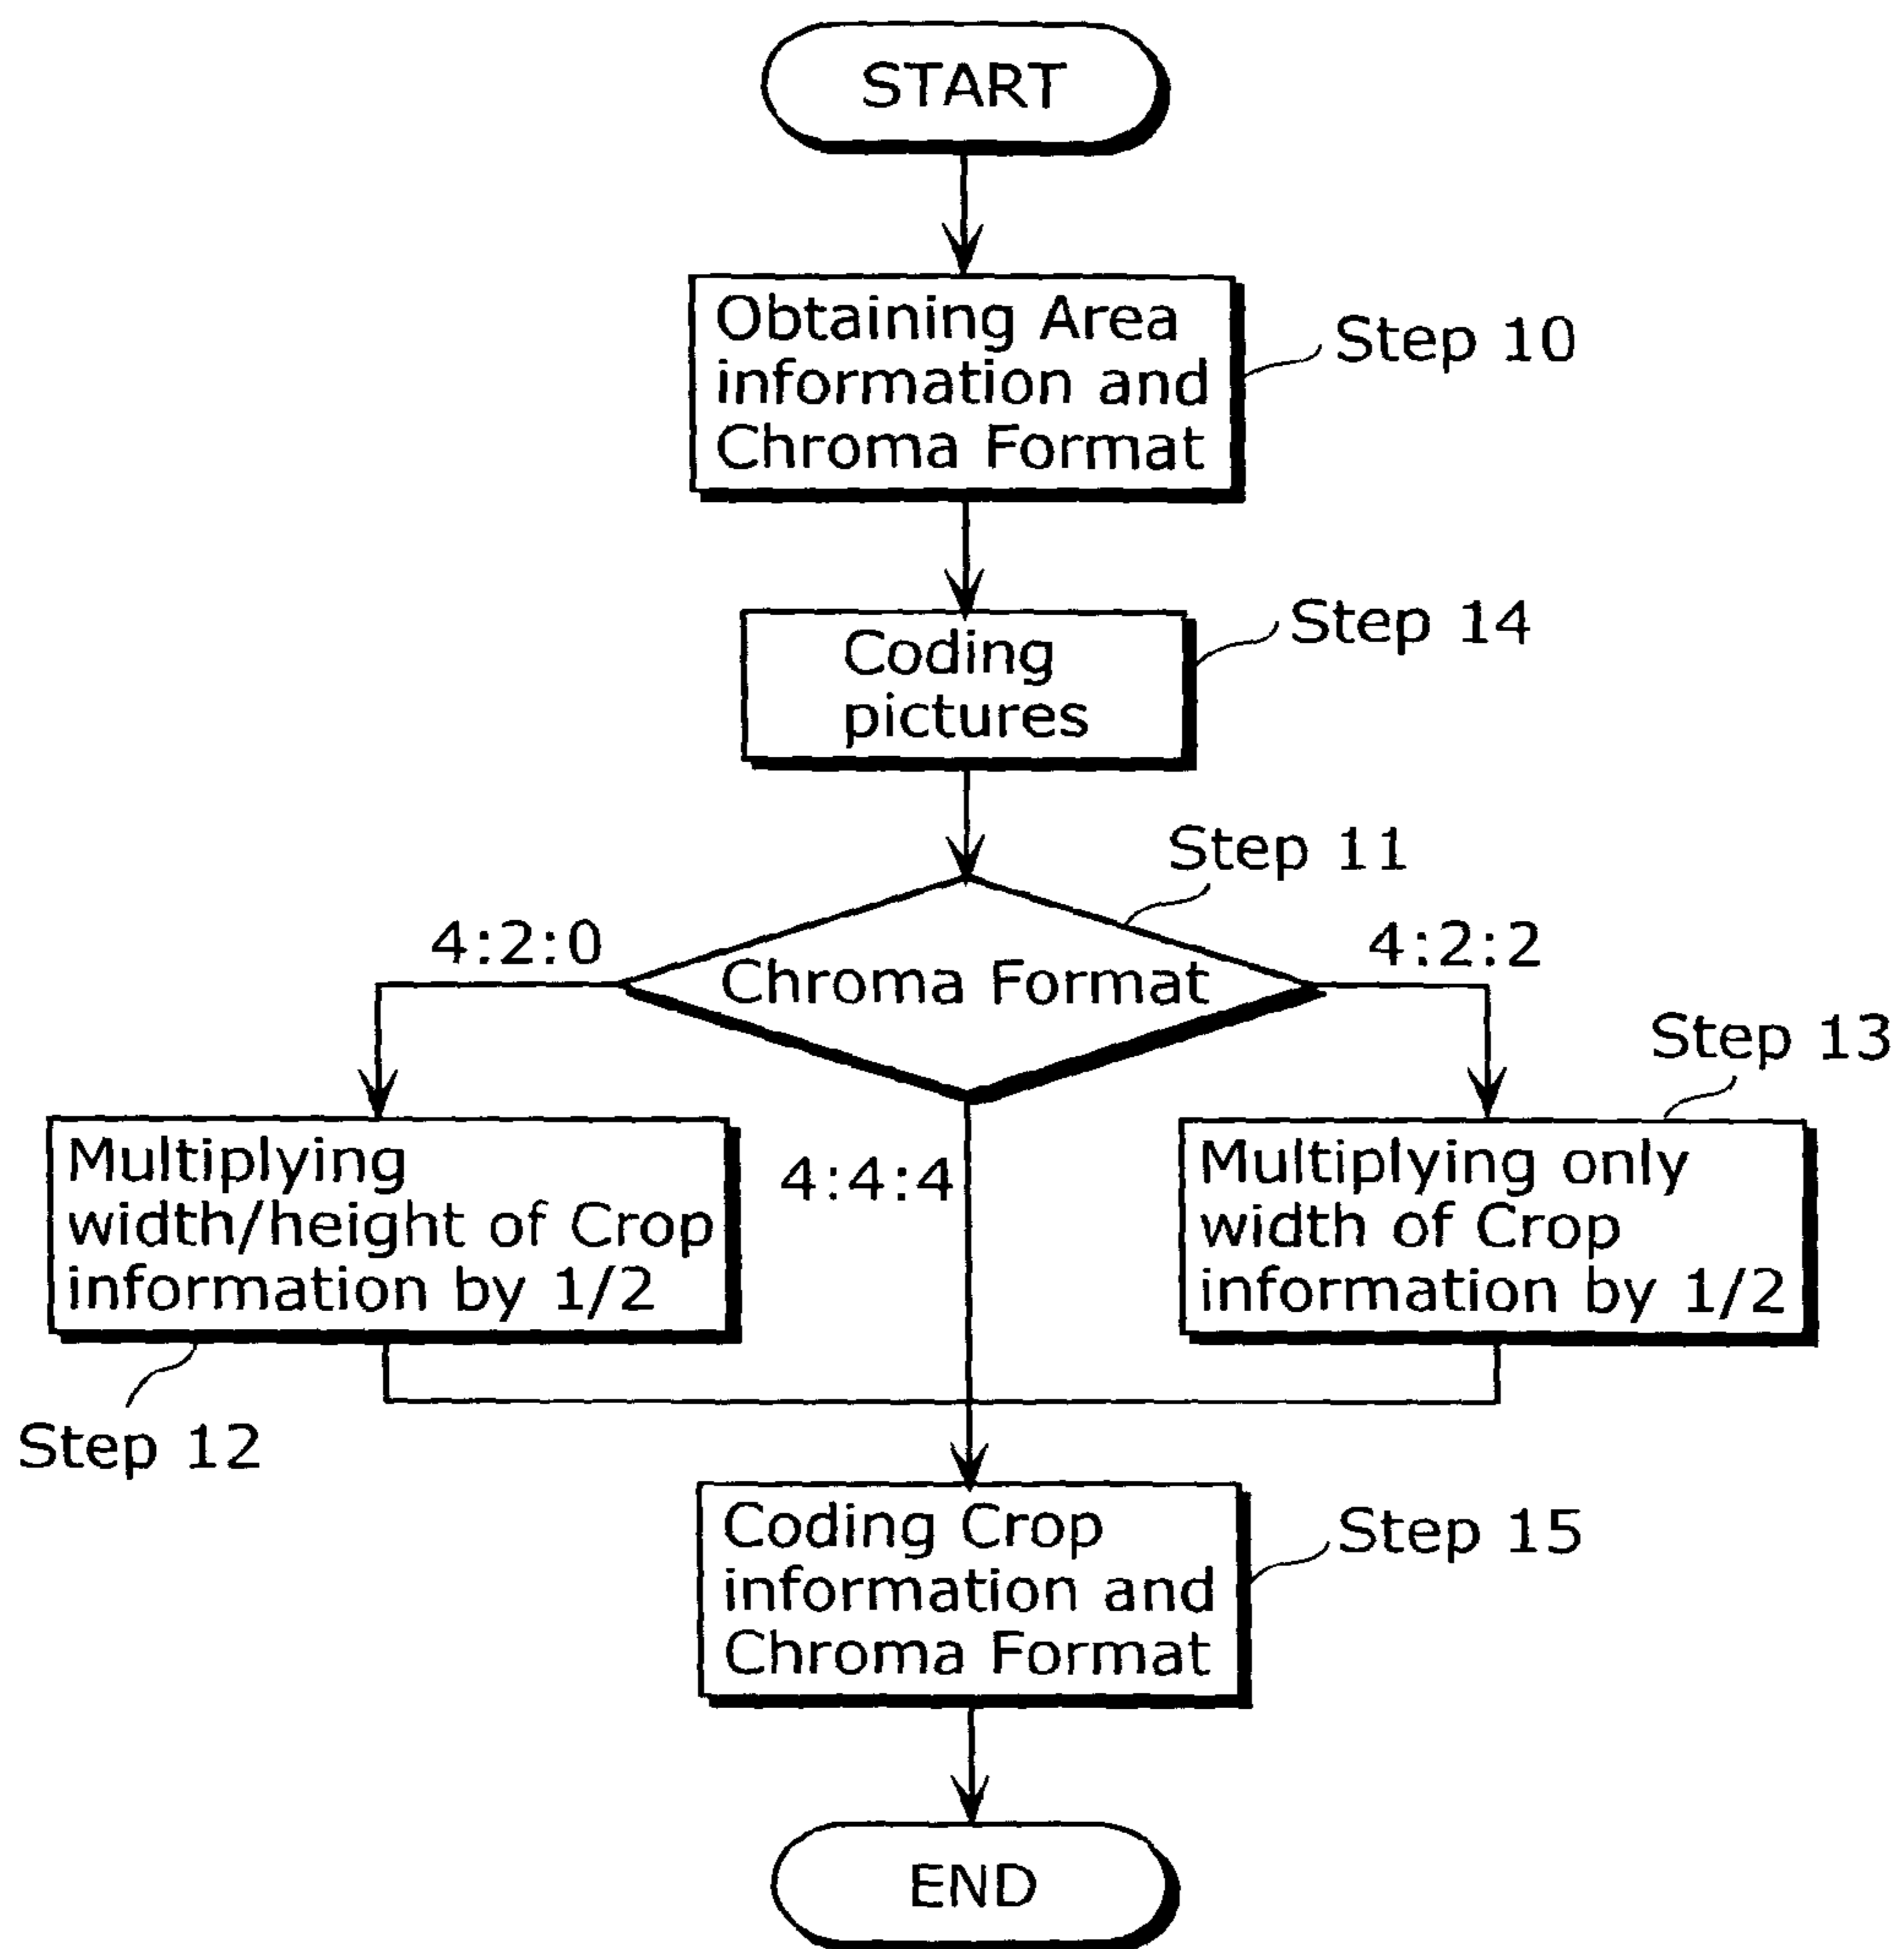 START
Obtaining Area
information and
Chroma Format
Step 10
Coding
pictures
Step 14
Step 11
Chroma Format
4:2:0
4:2:2
4:4:4
Multiplying
width/height of Crop
information by 1/2
Step 12
Step 13
Multiplying only
width of Crop
information by 1/2
Coding Crop
information and
Chroma Format
Step 15
END